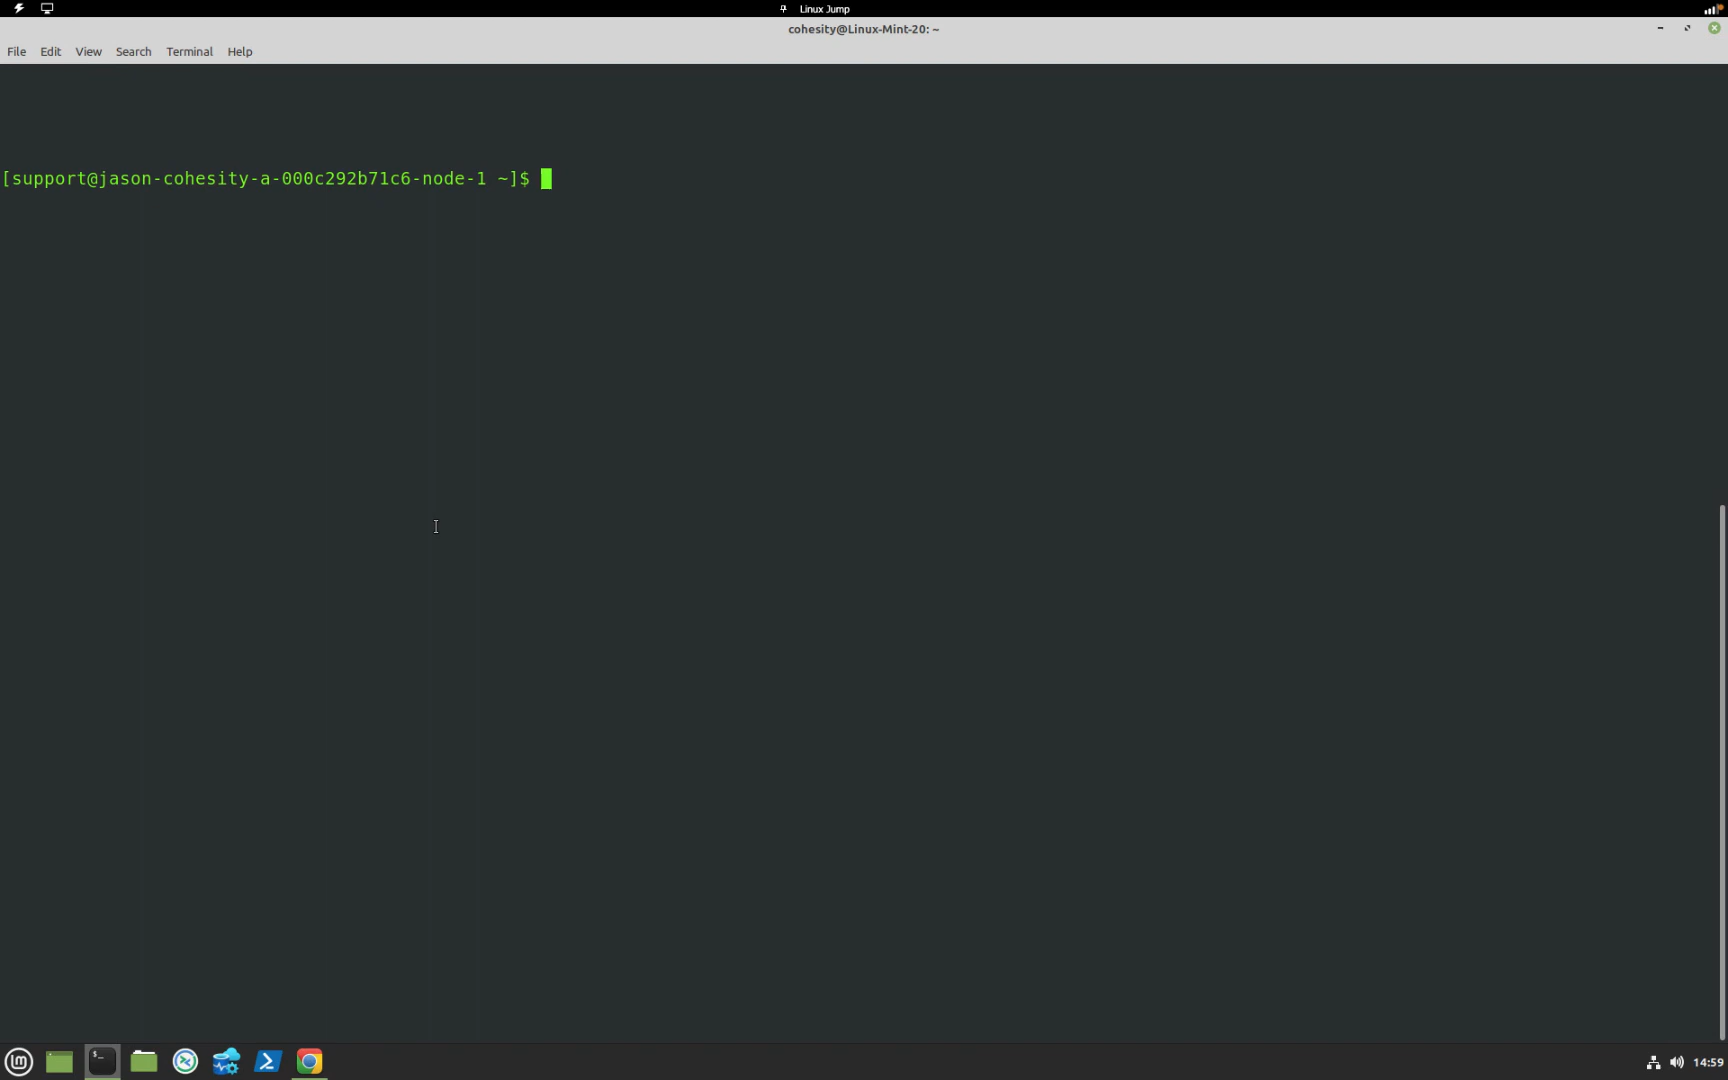 Linux Jump
cohesity@Linux-Mint-20: ~
File Edit View Search Terminal Help
[support@jason-cohesity-a-000c292b71c6-node-1 ~]$
14:59